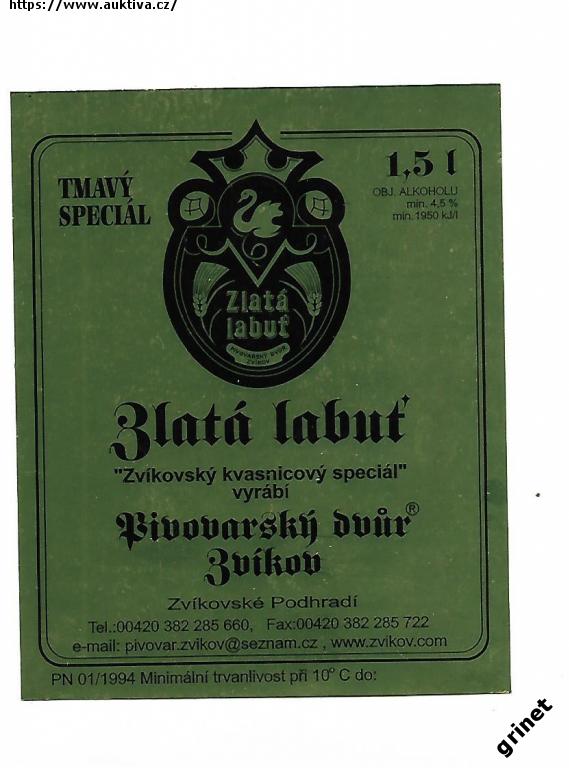 https://www.auktiva.cz/
TMAVÝ
SPECIÁL
1,5 l
OBJ. ALKOHOLU
min. 4,5 %
min. 1950 kJ/l
Zlatá
labuť
PIVOVARSKÝ DVŮR
ZVÍKOV
Zlatá labuť
"Zvíkovský kvasnicový speciál"
vyrábí
Pivovarský dvůr®
Zvíkov
Zvíkovské Podhradí
Tel.:00420 382 285 660, Fax:00420 382 285 722
e-mail: pivovar.zvikov@seznam.cz , www.zvikov.com
PN 01/1994 Minimální trvanlivost při 10° C do:
grinet